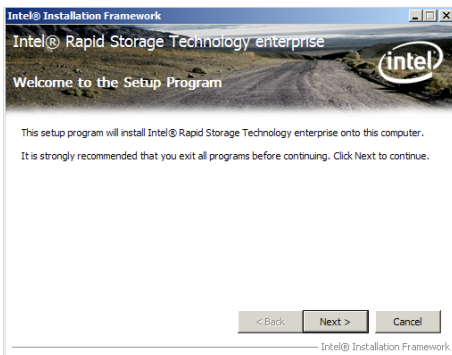 Intel® Installation Framework
Intel® Rapid Storage Technology enterprise
intel
Welcome to the Setup Program
This setup program will install Intel® Rapid Storage Technology enterprise onto this computer.
It is strongly recommended that you exit all programs before continuing. Click Next to continue.
< Back Next > Cancel
Intel® Installation Framework